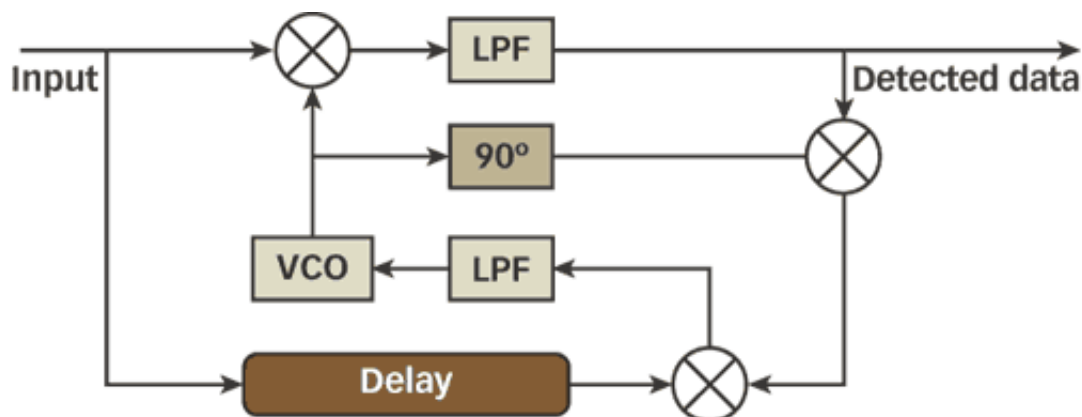 LPF
Input
Detected data
90º
VCO
LPF
Delay